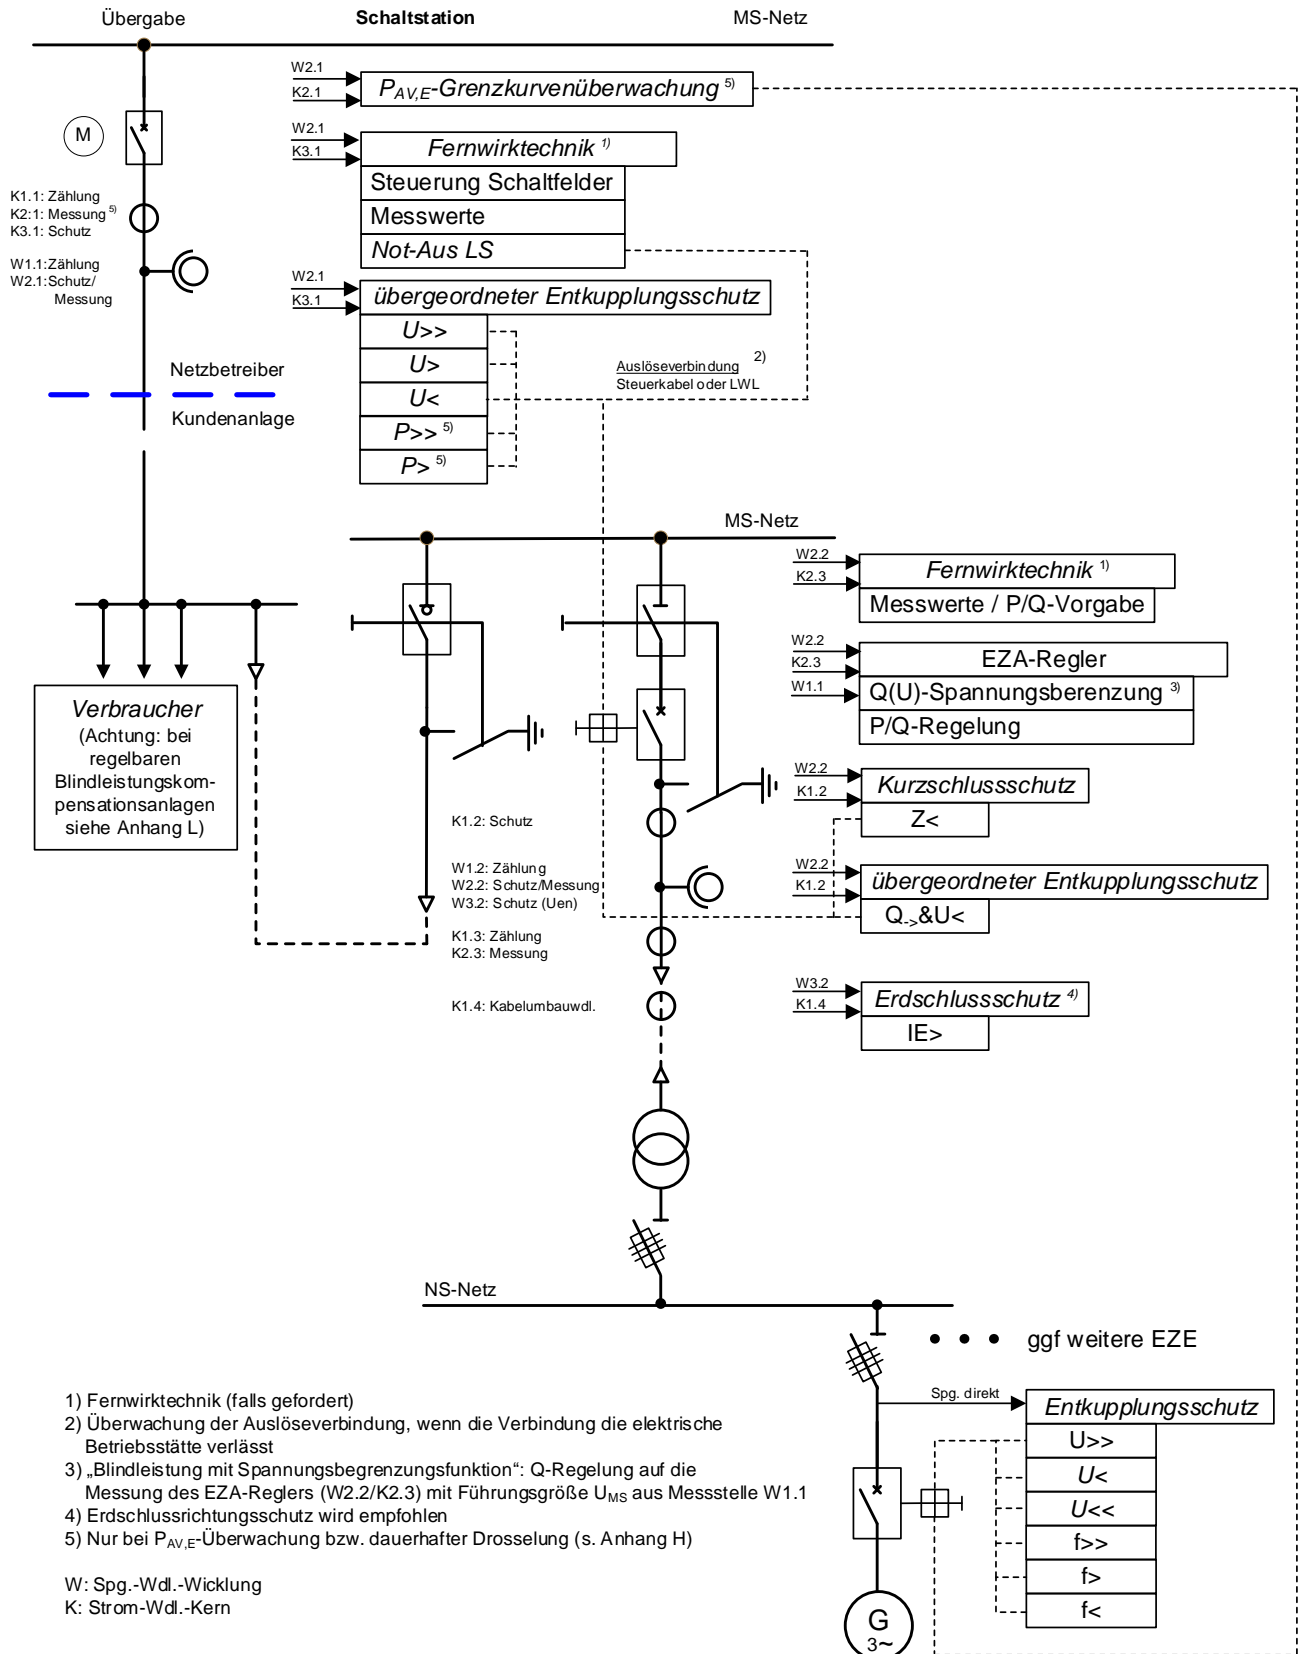 Übergabe
Schaltstation
MS-Netz
W2.1
K2.1
P_AV,E-Grenzkurvenüberwachung 5)
M
W2.1
K3.1
Fernwirktechnik 1)
Steuerung Schaltfelder
Messwerte
Not-Aus LS
K1.1: Zählung
K2:1: Messung 5)
K3.1: Schutz
W1.1:Zählung
W2.1:Schutz/
Messung
W2.1
K3.1
übergeordneter Entkupplungsschutz
U>>
U>
U<
P>> 5)
P> 5)
Auslöseverbindung 2)
Steuerkabel oder LWL
Netzbetreiber
Kundenanlage
MS-Netz
W2.2
K2.3
Fernwirktechnik 1)
Messwerte / P/Q-Vorgabe
W2.2
K2.3
W1.1
EZA-Regler
Q(U)-Spannungsberenzung 3)
P/Q-Regelung
Verbraucher
(Achtung: bei
regelbaren
Blindleistungskom-
pensationsanlagen
siehe Anhang L)
W2.2
K1.2
Kurzschlussschutz
Z<
K1.2: Schutz
W1.2: Zählung
W2.2: Schutz/Messung
W3.2: Schutz (Uen)
W2.2
K1.2
übergeordneter Entkupplungsschutz
Q->&U<
K1.3: Zählung
K2.3: Messung
K1.4: Kabelumbauwdl.
W3.2
K1.4
Erdschlussschutz 4)
IE>
NS-Netz
ggf weitere EZE
Spg. direkt
Entkupplungsschutz
U>>
U<
U<<
f>>
f>
f<
G
3~
1) Fernwirktechnik (falls gefordert)
2) Überwachung der Auslöseverbindung, wenn die Verbindung die elektrische
Betriebsstätte verlässt
3) „Blindleistung mit Spannungsbegrenzungsfunktion“: Q-Regelung auf die
Messung des EZA-Reglers (W2.2/K2.3) mit Führungsgröße U_MS aus Messstelle W1.1
4) Erdschlussrichtungsschutz wird empfohlen
5) Nur bei P_AV,E-Überwachung bzw. dauerhafter Drosselung (s. Anhang H)
W: Spg.-Wdl.-Wicklung
K: Strom-Wdl.-Kern